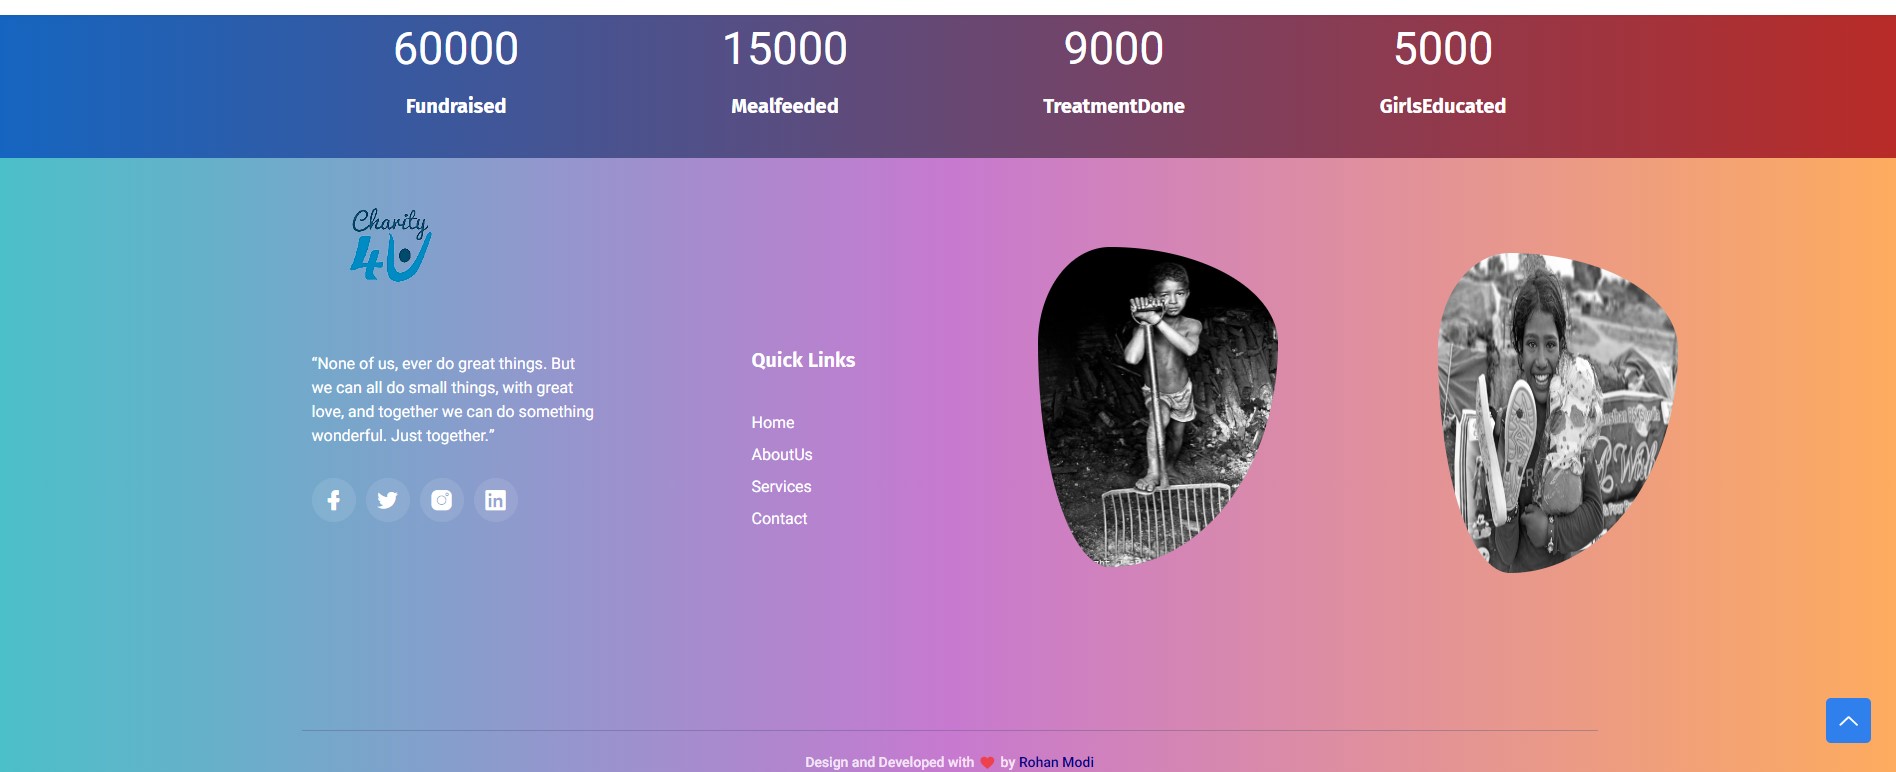 60000
15000
9000
5000
Fundraised
Mealfeeded
TreatmentDone
GirlsEducated
Charity
4U
“None of us, ever do great things. But
we can all do small things, with great
love, and together we can do something
wonderful. Just together.”
Quick Links
Home
AboutUs
Services
Contact
Design and Developed with ❤ by Rohan Modi